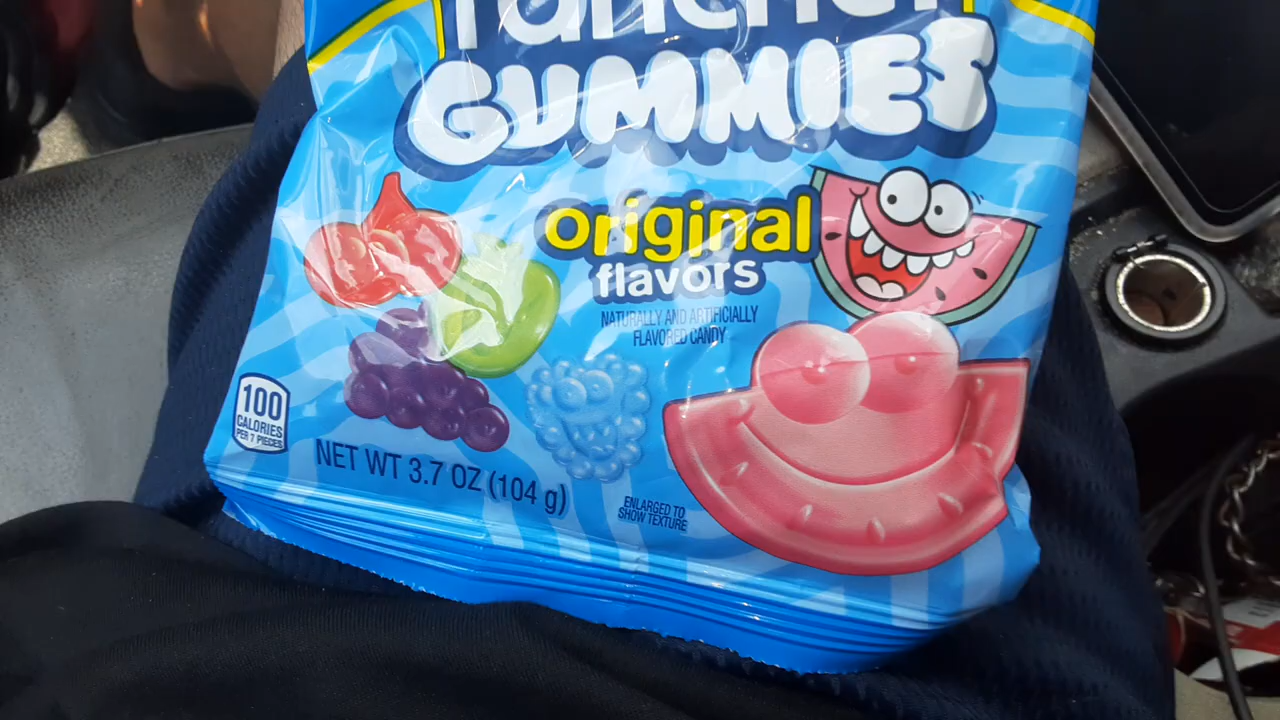 rancher
GUMMIES
original
flavors
NATURALLY AND ARTIFICIALLY
FLAVORED CANDY
100
CALORIES
PER 7 PIECES
NET WT 3.7 OZ (104 g)
ENLARGED TO
SHOW TEXTURE